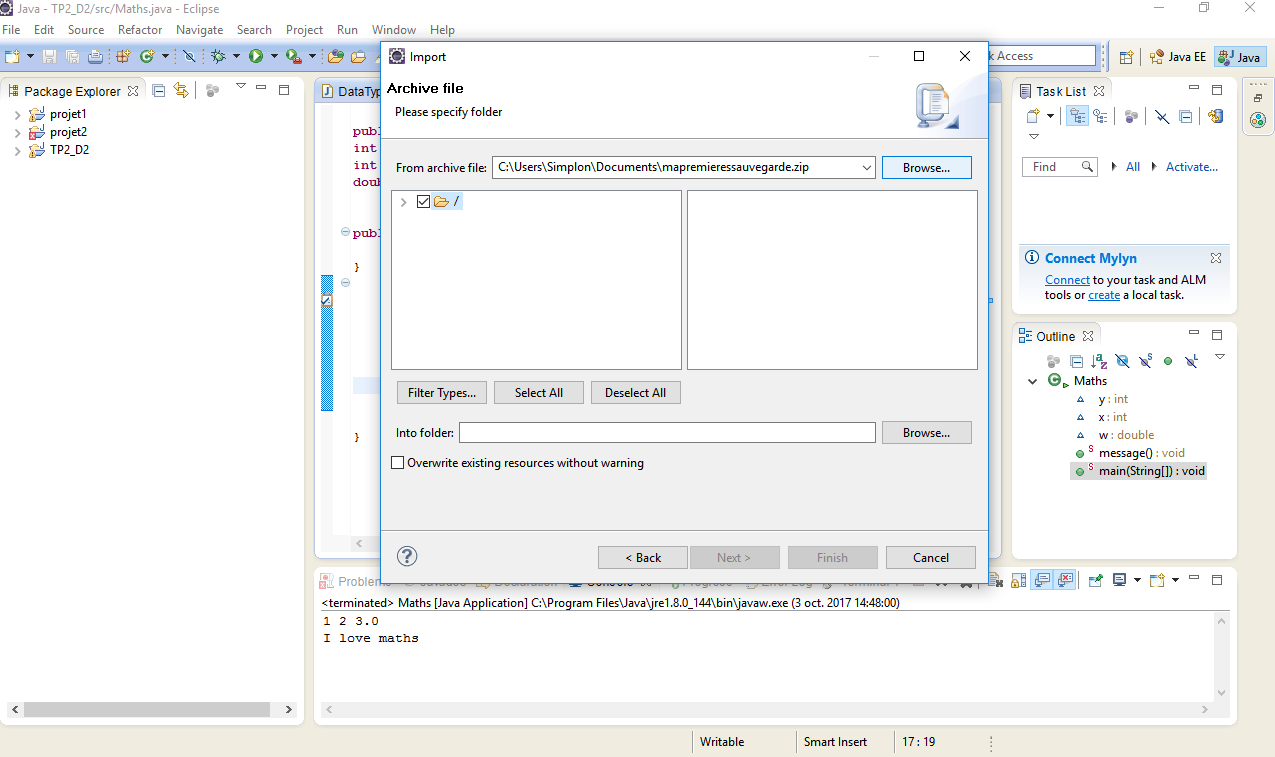 Java - TP2_D2/src/Maths.java - Eclipse
File Edit Source Refactor Navigate Search Project Run Window Help
Access
Java EE
Java
Package Explorer
projet1
projet2
TP2_D2
publ
int
int
doub
publ
}
}
Import
Archive file
Please specify folder
From archive file:
C:\Users\Simplon\Documents\mapremieressauvegarde.zip
Browse...
/
Filter Types...
Select All
Deselect All
Into folder:
Browse...
Overwrite existing resources without warning
?
< Back
Next >
Finish
Cancel
Task List
Find
All
Activate...
Connect Mylyn
Connect to your task and ALM
tools or create a local task.
Outline
Maths
y : int
x : int
w : double
message() : void
main(String[]) : void
<terminated> Maths [Java Application] C:\Program Files\Java\jre1.8.0_144\bin\javaw.exe (3 oct. 2017 14:48:00)
1 2 3.0
I love maths
Writable
Smart Insert
17 : 19